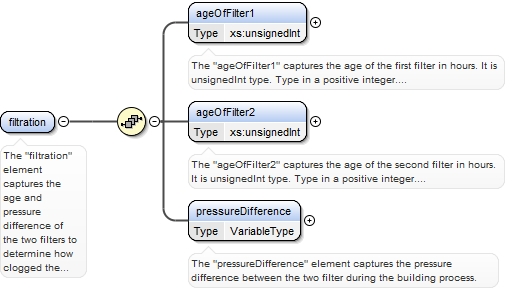 ageOfFilter1
Type xs:unsignedInt
The "ageOfFilter1" captures the age of the first filter in hours. It is
unsignedInt type. Type in a positive integer....
ageOfFilter2
Type xs:unsignedInt
The "ageOfFilter2" captures the age of the second filter in hours.
It is unsignedInt type. Type in a positive integer....
filtration
The "filtration"
element
captures the
age and
pressure
difference of
the two filters to
determine how
clogged the...
pressureDifference
Type VariableType
The "pressureDifference" element captures the pressure
difference between the two filter during the building process.